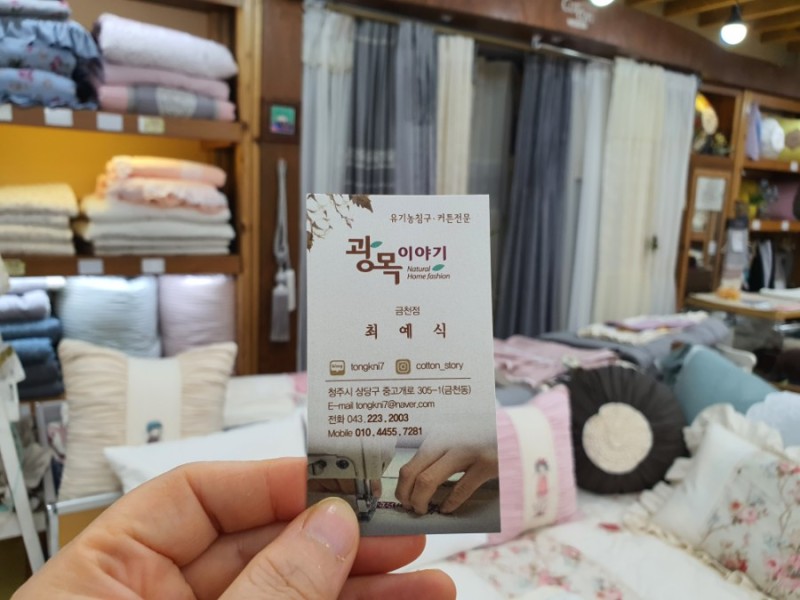 유기농침구·커튼전문
광목이야기
Natural
Home fashion
금천점
최 예 식
tongkni7 cotton_story
청주시 상당구 중고개로 305-1(금천동)
E-mail tongkni7@naver.com
전화 043.223.2003
Mobile 010.4455.7281